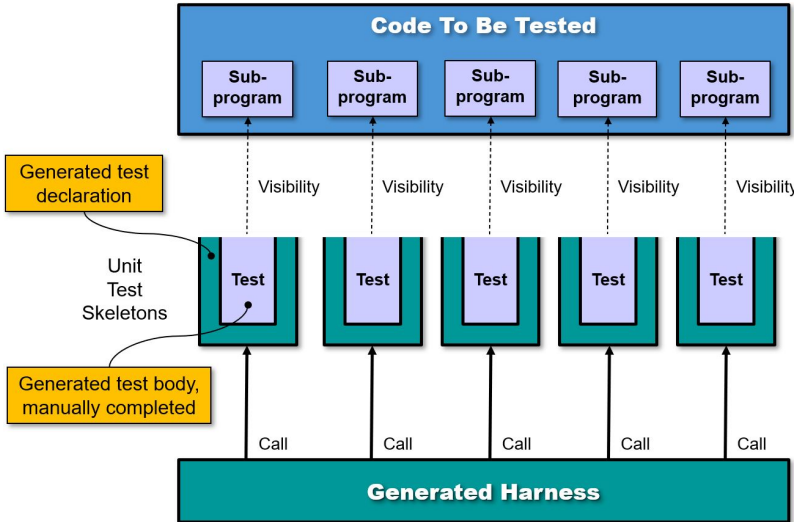 Code To Be Tested
Sub-
program
Sub-
program
Sub-
program
Sub-
program
Sub-
program
Generated test
declaration
Visibility
Visibility
Visibility
Visibility
Visibility
Unit
Test
Skeletons
Test
Test
Test
Test
Test
Generated test body,
manually completed
Call
Call
Call
Call
Call
Generated Harness